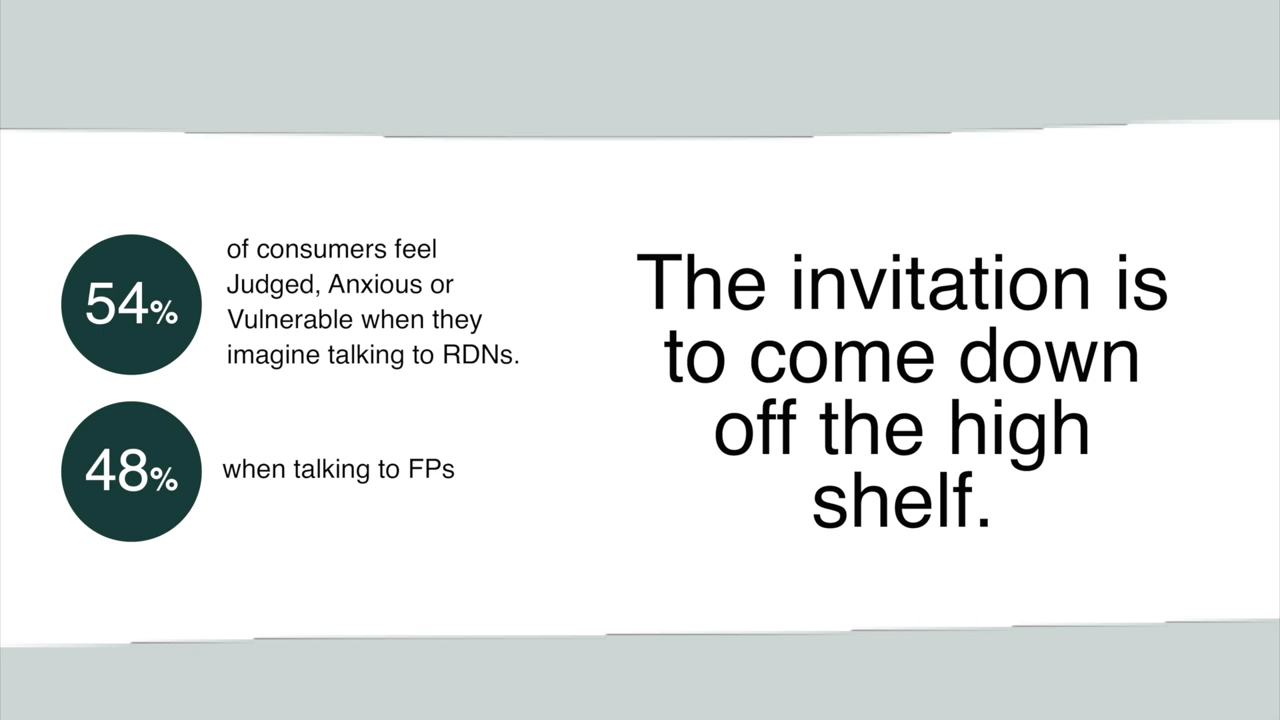 54%
of consumers feel
Judged, Anxious or
Vulnerable when they
imagine talking to RDNs.
48%
when talking to FPs
The invitation is
to come down
off the high
shelf.